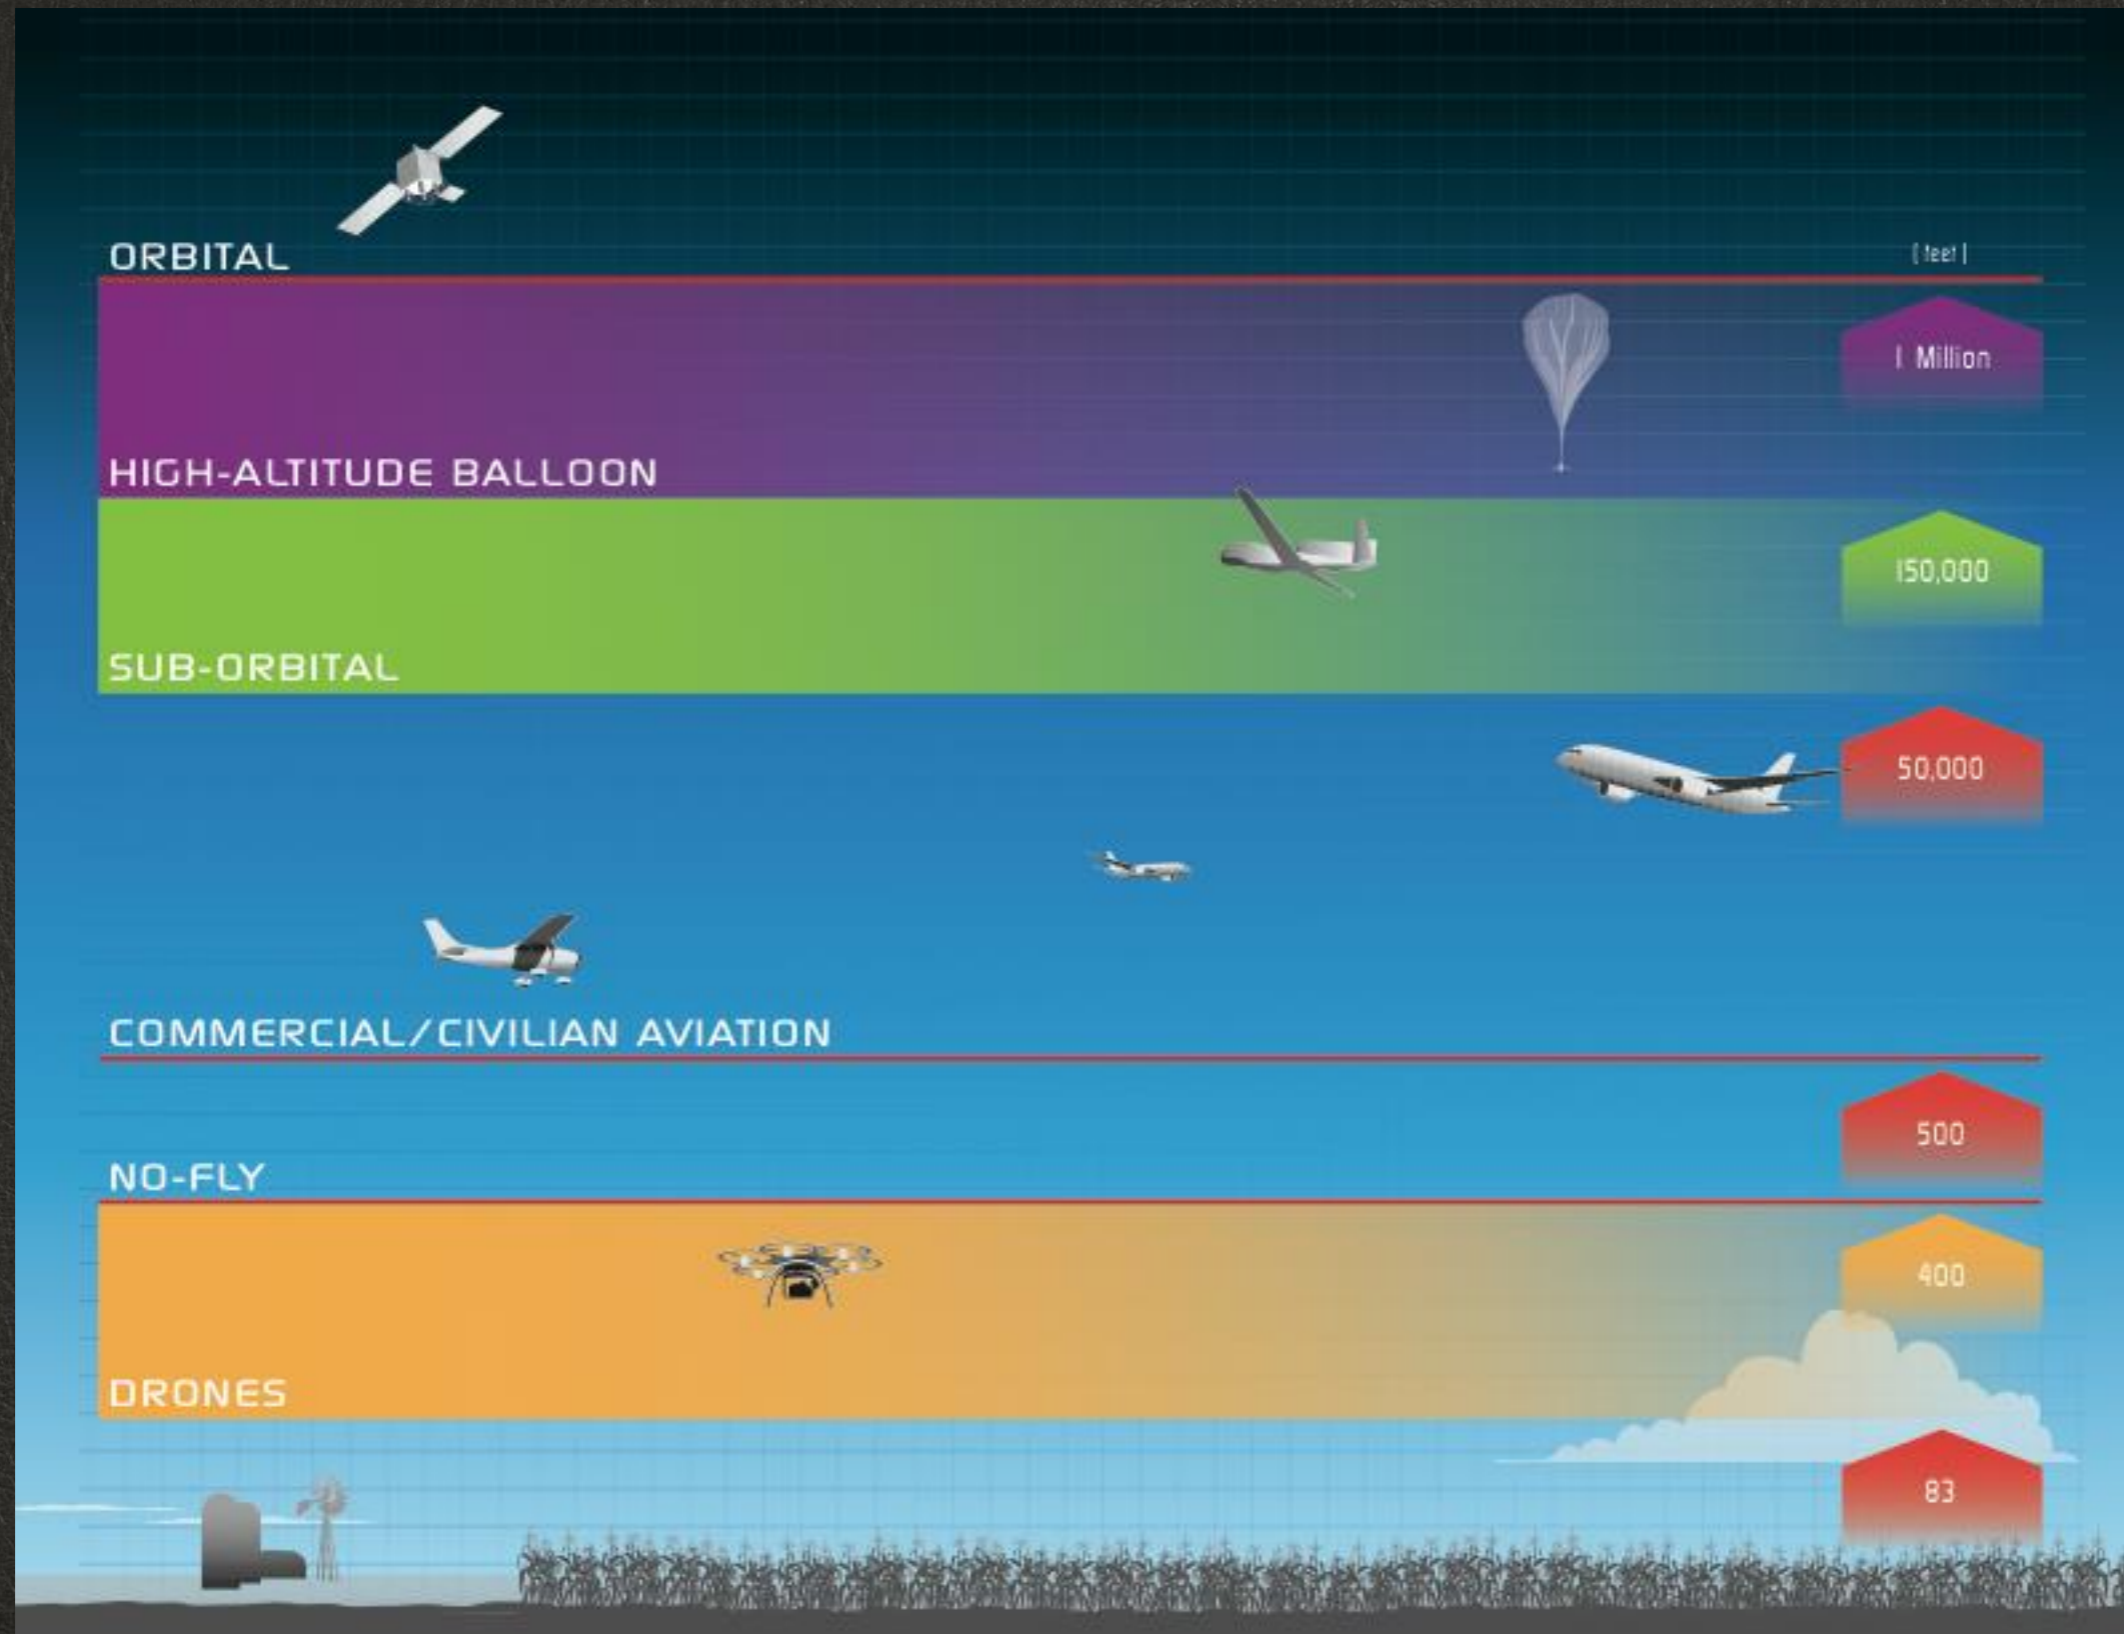 ORBITAL
[ feet ]
1 Million
HIGH-ALTITUDE BALLOON
150,000
SUB-ORBITAL
50,000
COMMERCIAL/CIVILIAN AVIATION
500
NO-FLY
400
DRONES
83